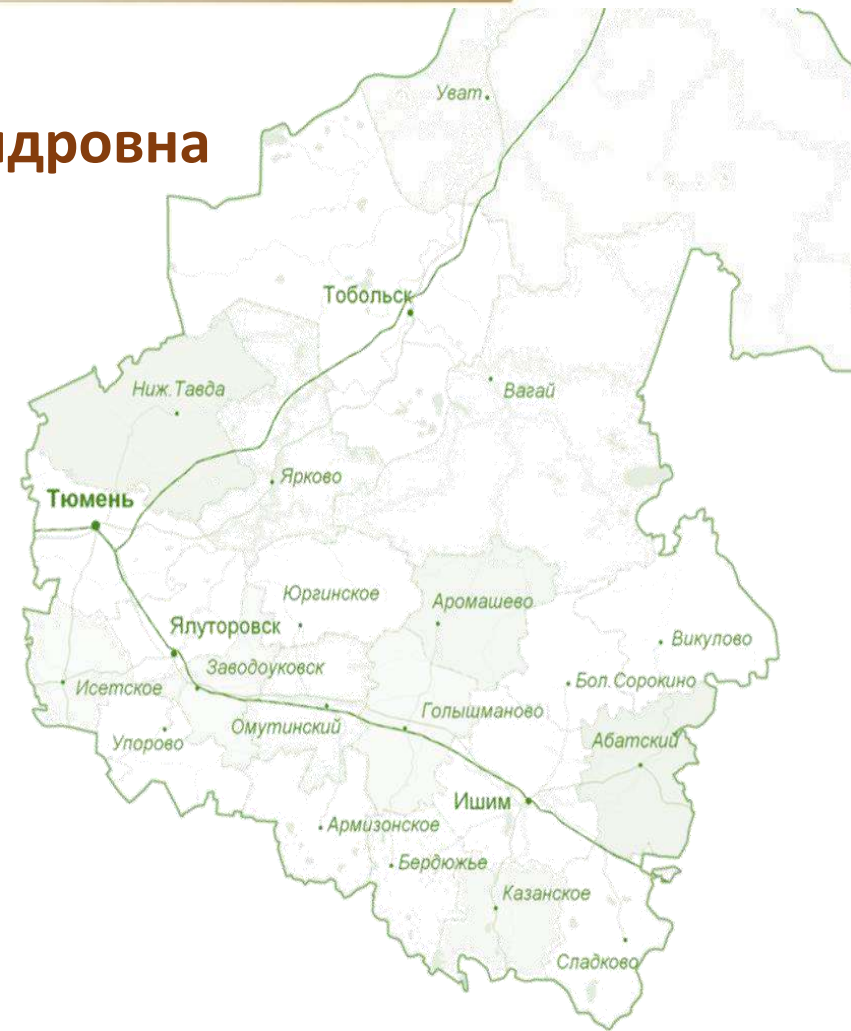 Уват
Тобольск
Ниж.Тавда
Вагай
Ярково
Тюмень
Юргинское
Аромашево
Ялуторовск
Викулово
Заводоуковск
Исетское
Бол.Сорокино
Голышманово
Омутинский
Упорово
Абатский
Ишим
Армизонское
Бердюжье
Казанское
Сладково